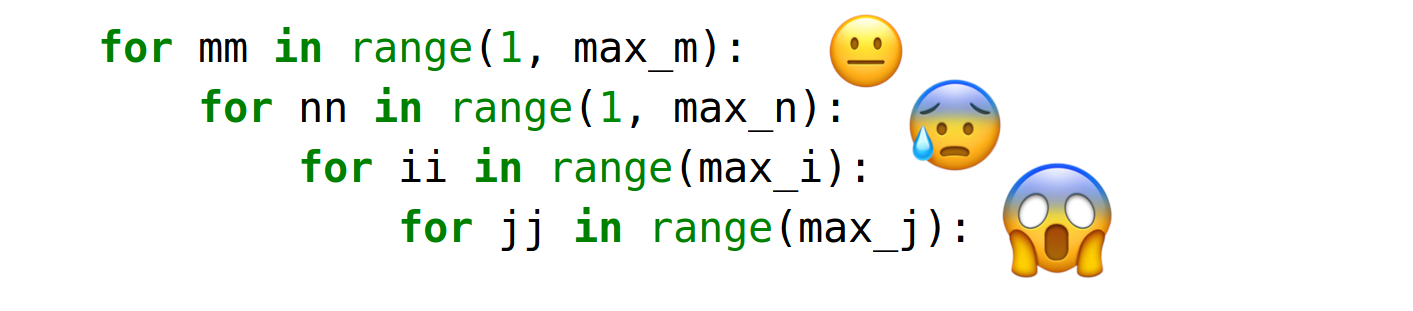 for mm in range(1, max_m):
for nn in range(1, max_n):
for ii in range(max_i):
for jj in range(max_j):